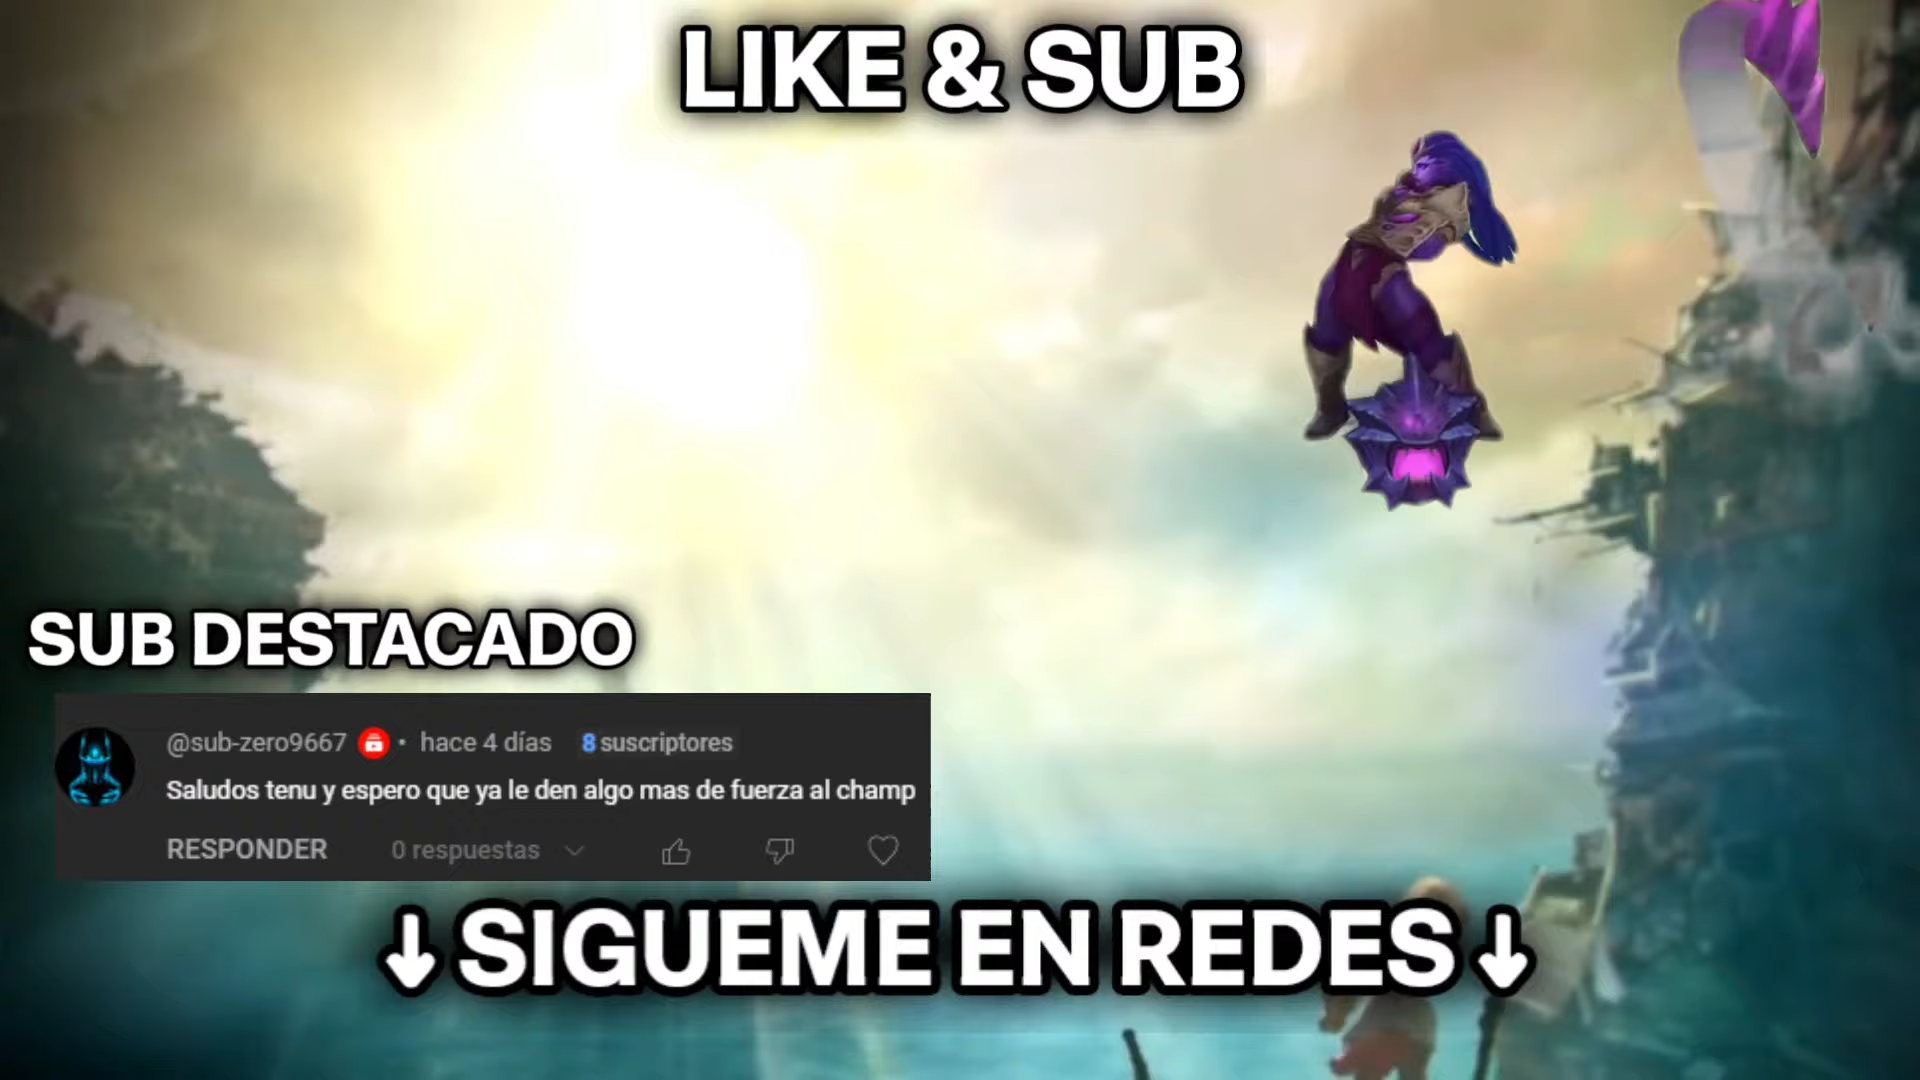 LIKE & SUB
SUB DESTACADO
@sub-zero9667 • hace 4 días 8 suscriptores
Saludos tenu y espero que ya le den algo mas de fuerza al champ
RESPONDER 0 respuestas
↓SIGUEME EN REDES↓